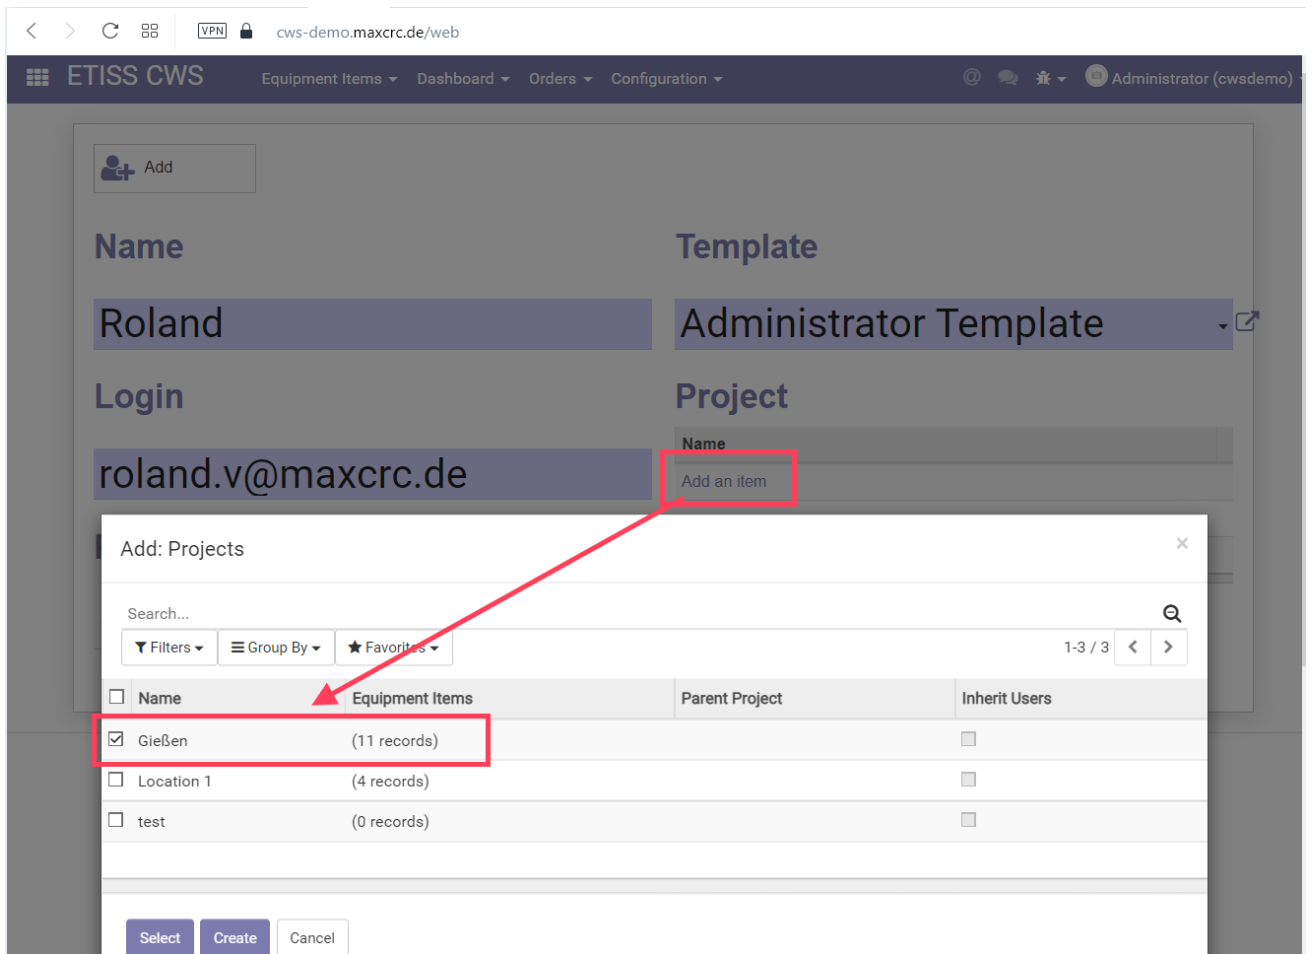 VPN cws-demo.maxcrc.de/web
ETISS CWS Equipment Items Dashboard Orders Configuration @ Administrator (cwsdemo)
Add
Name Template
Roland Administrator Template
Login Project
Name
roland.v@maxcrc.de Add an item
Add: Projects ×
Search...
Filters Group By Favorites 1-3 / 3
Name Equipment Items Parent Project Inherit Users
Gießen (11 records)
Location 1 (4 records)
test (0 records)
Select Create Cancel